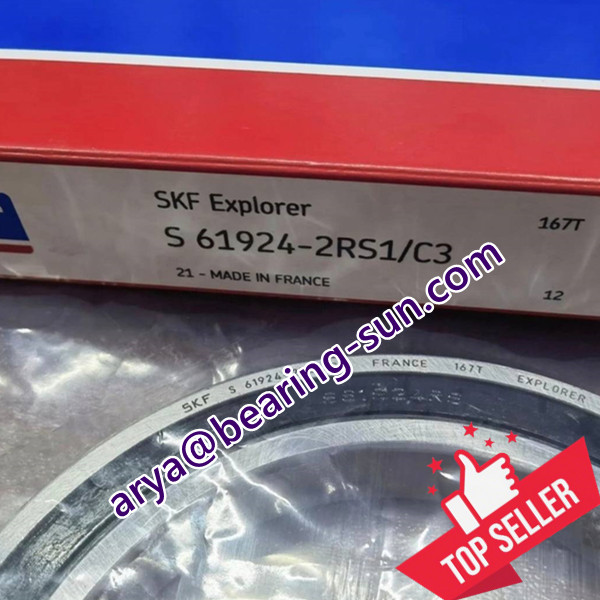 SKF Explorer
167T
S 61924-2RS1/C3
21 - MADE IN FRANCE
12
arya@bearing-sun.com
SKF S 61924 FRANCE 167T EXPLORER
TOP SELLER